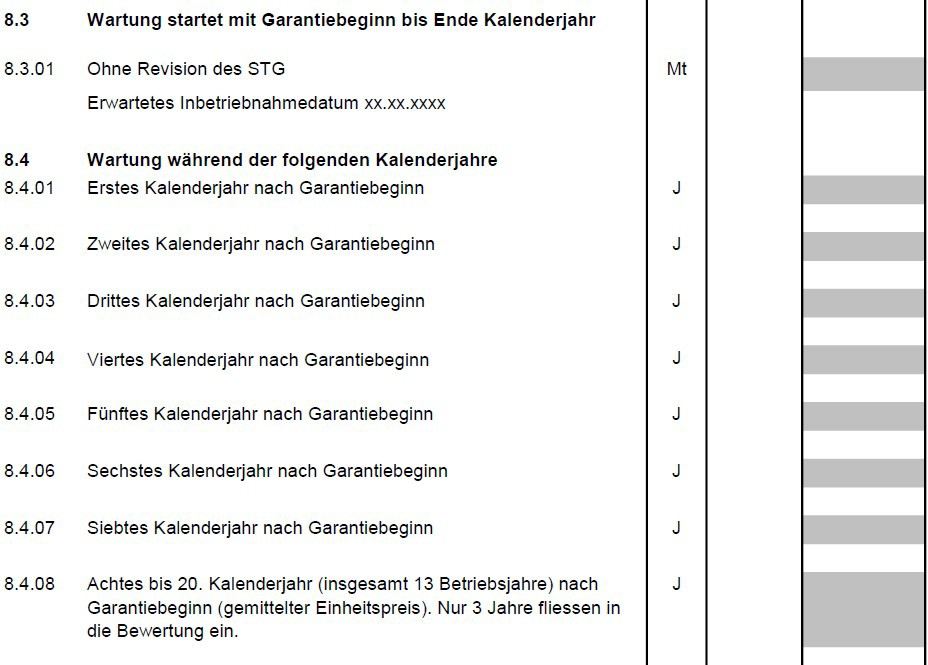 8.3 Wartung startet mit Garantiebeginn bis Ende Kalenderjahr
8.3.01 Ohne Revision des STG Mt
Erwartetes Inbetriebnahmedatum xx.xx.xxxx
8.4 Wartung während der folgenden Kalenderjahre
8.4.01 Erstes Kalenderjahr nach Garantiebeginn J
8.4.02 Zweites Kalenderjahr nach Garantiebeginn J
8.4.03 Drittes Kalenderjahr nach Garantiebeginn J
8.4.04 Viertes Kalenderjahr nach Garantiebeginn J
8.4.05 Fünftes Kalenderjahr nach Garantiebeginn J
8.4.06 Sechstes Kalenderjahr nach Garantiebeginn J
8.4.07 Siebtes Kalenderjahr nach Garantiebeginn J
8.4.08 Achtes bis 20. Kalenderjahr (insgesamt 13 Betriebsjahre) nach J
Garantiebeginn (gemittelter Einheitspreis). Nur 3 Jahre fliessen in
die Bewertung ein.